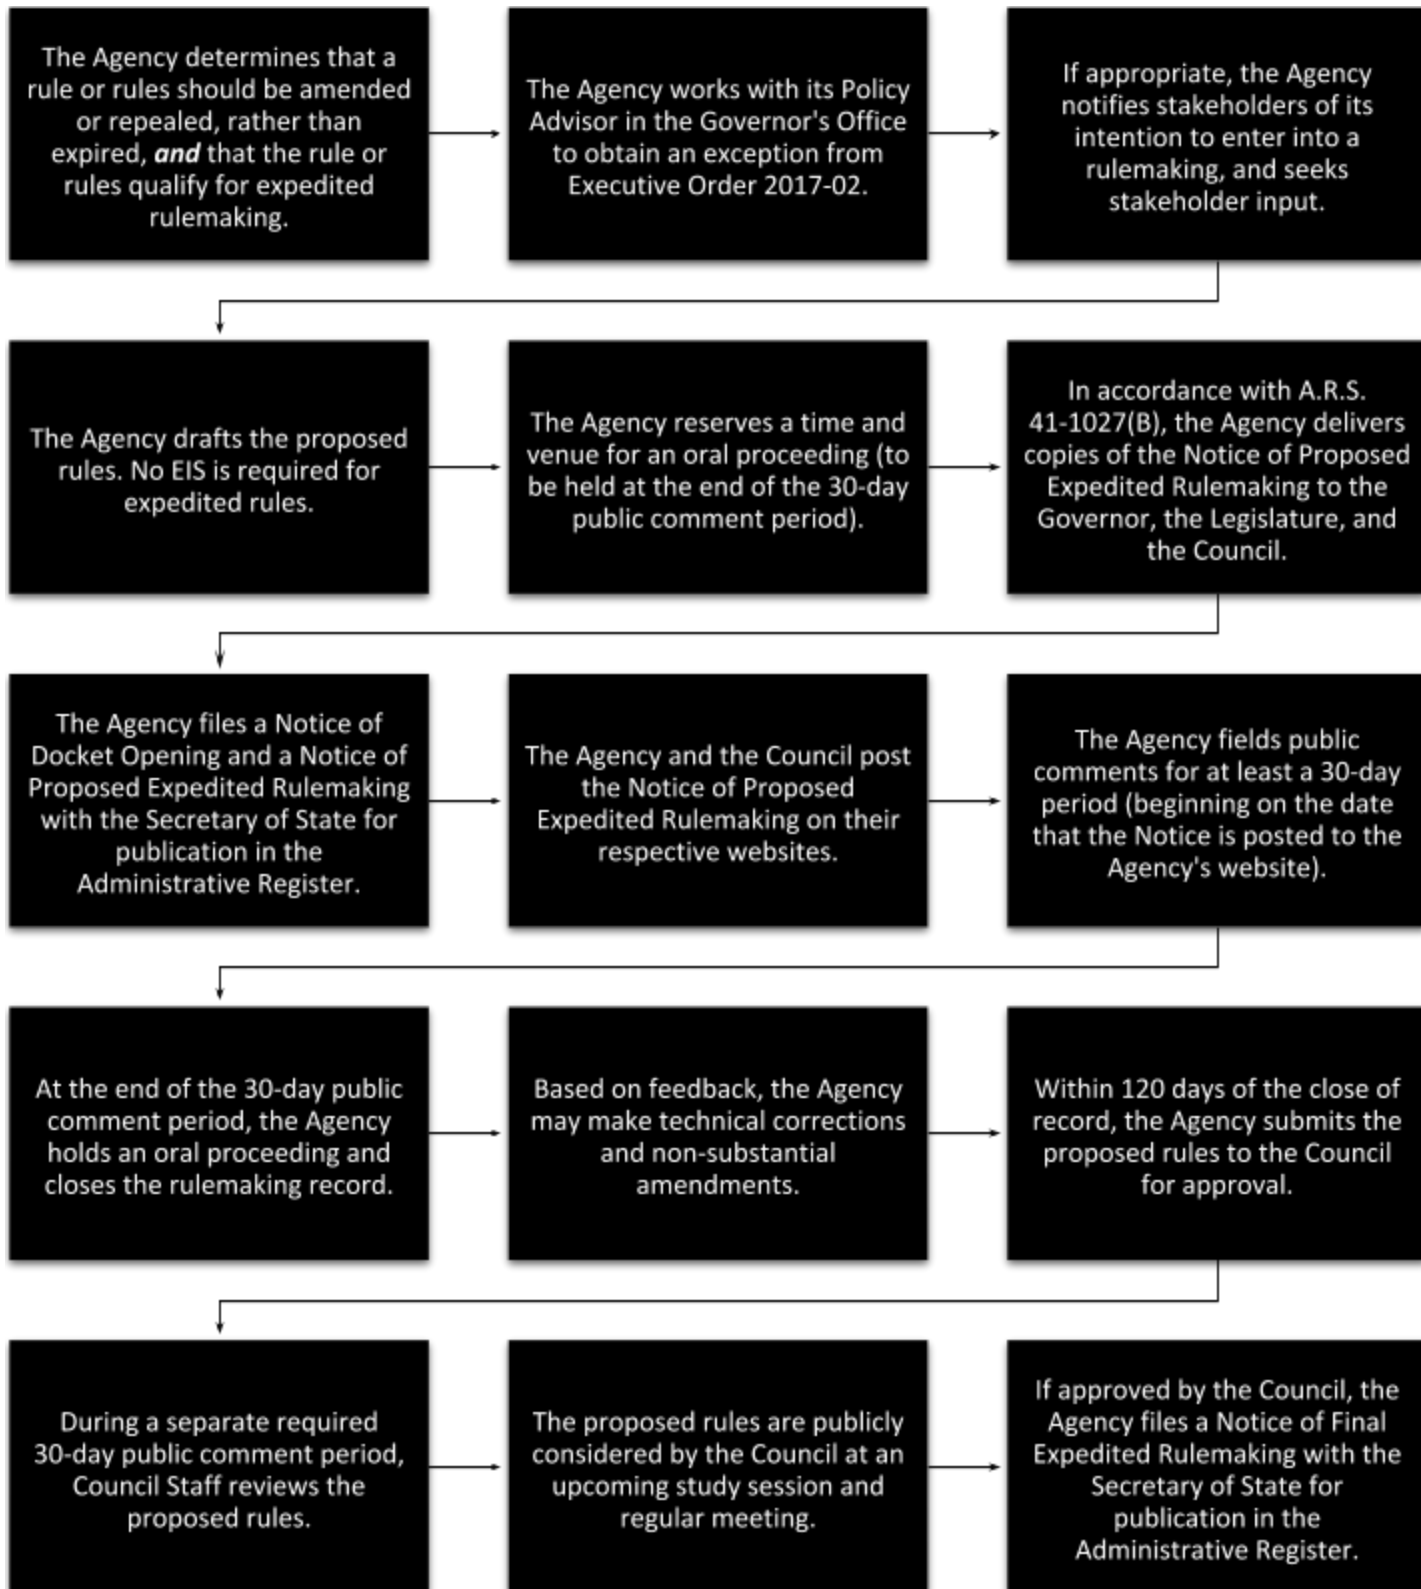 The Agency determines that a
rule or rules should be amended
or repealed, rather than
expired, and that the rule or
rules qualify for expedited
rulemaking.
The Agency works with its Policy
Advisor in the Governor's Office
to obtain an exception from
Executive Order 2017-02.
If appropriate, the Agency
notifies stakeholders of its
intention to enter into a
rulemaking, and seeks
stakeholder input.
The Agency drafts the proposed
rules. No EIS is required for
expedited rules.
The Agency reserves a time and
venue for an oral proceeding (to
be held at the end of the 30-day
public comment period).
In accordance with A.R.S.
41-1027(B), the Agency delivers
copies of the Notice of Proposed
Expedited Rulemaking to the
Governor, the Legislature, and
the Council.
The Agency files a Notice of
Docket Opening and a Notice of
Proposed Expedited Rulemaking
with the Secretary of State for
publication in the
Administrative Register.
The Agency and the Council post
the Notice of Proposed
Expedited Rulemaking on their
respective websites.
The Agency fields public
comments for at least a 30-day
period (beginning on the date
that the Notice is posted to the
Agency's website).
At the end of the 30-day public
comment period, the Agency
holds an oral proceeding and
closes the rulemaking record.
Based on feedback, the Agency
may make technical corrections
and non-substantial
amendments.
Within 120 days of the close of
record, the Agency submits the
proposed rules to the Council
for approval.
During a separate required
30-day public comment period,
Council Staff reviews the
proposed rules.
The proposed rules are publicly
considered by the Council at an
upcoming study session and
regular meeting.
If approved by the Council, the
Agency files a Notice of Final
Expedited Rulemaking with the
Secretary of State for
publication in the
Administrative Register.